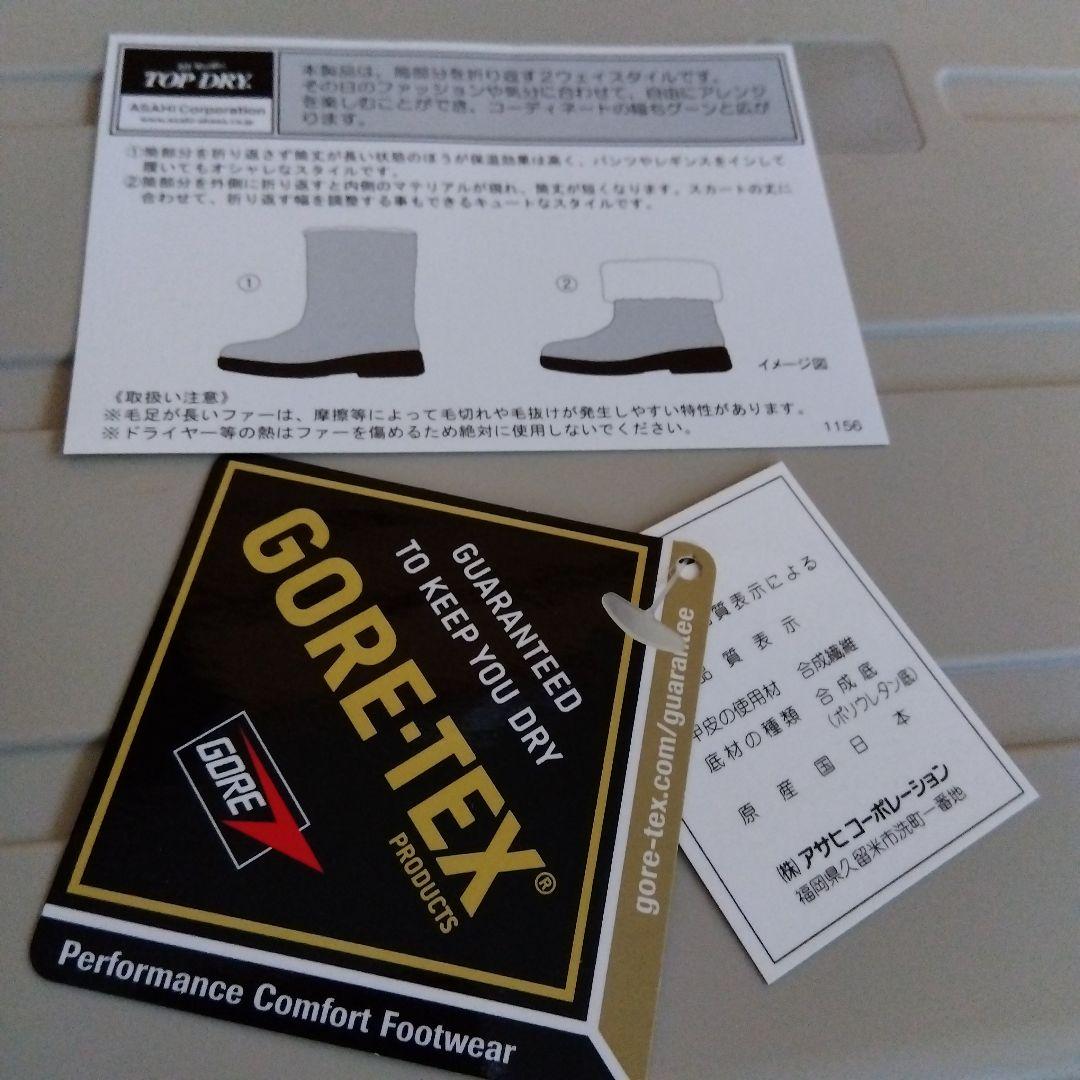 TOP DRY.
ASAHI Corporation
www.asahi-shoes.co.jp
本製品は、筒部分を折り返す2ウェイスタイルです。
その日のファッションや気分に合わせて、自由にアレンジ
を楽しむことができ、コーディネートの幅もグーンと広が
ります。
①筒部分を折り返さず筒丈が長い状態のほうが保温効果は高く、パンツやレギンスをインして
履いてもオシャレなスタイルです。
②筒部分を外側に折り返すと内側のマテリアルが現れ、筒丈が短くなります。スカートの丈に
合わせて、折り返す幅を調整する事もできるキュートなスタイルです。
①
②
イメージ図
《取扱い注意》
※毛足が長いファーは、摩擦等によって毛切れや毛抜けが発生しやすい特性があります。
※ドライヤー等の熱はファーを傷めるため絶対に使用しないでください。
1156
GUARANTEED
TO KEEP YOU DRY
GORE-TEX®
PRODUCTS
GORE
Performance Comfort Footwear
gore-tex.com/guarantee
質表示による
品質表示
甲皮の使用材 合成繊維
底材の種類 合成底
(ポリウレタン底)
原産国日本
㈱アサヒコーポレーション
福岡県久留米市洗町一番地